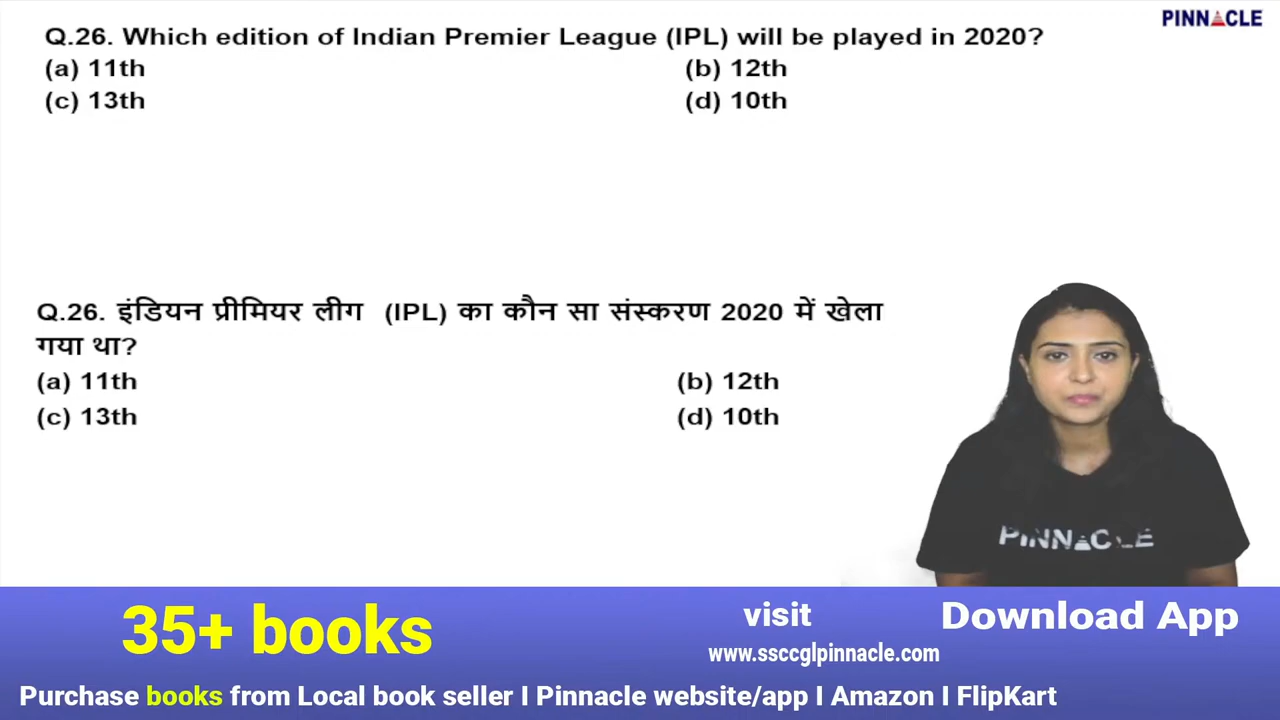 PINNACLE
Q.26. Which edition of Indian Premier League (IPL) will be played in 2020?
(a) 11th (b) 12th
(c) 13th (d) 10th
Q.26. इंडियन प्रीमियर लीग (IPL) का कौन सा संस्करण 2020 में खेला
गया था?
(a) 11th (b) 12th
(c) 13th (d) 10th
PINNACLE
35+ books
visit
www.ssccglpinnacle.com
Download App
Purchase books from Local book seller I Pinnacle website/app I Amazon I FlipKart